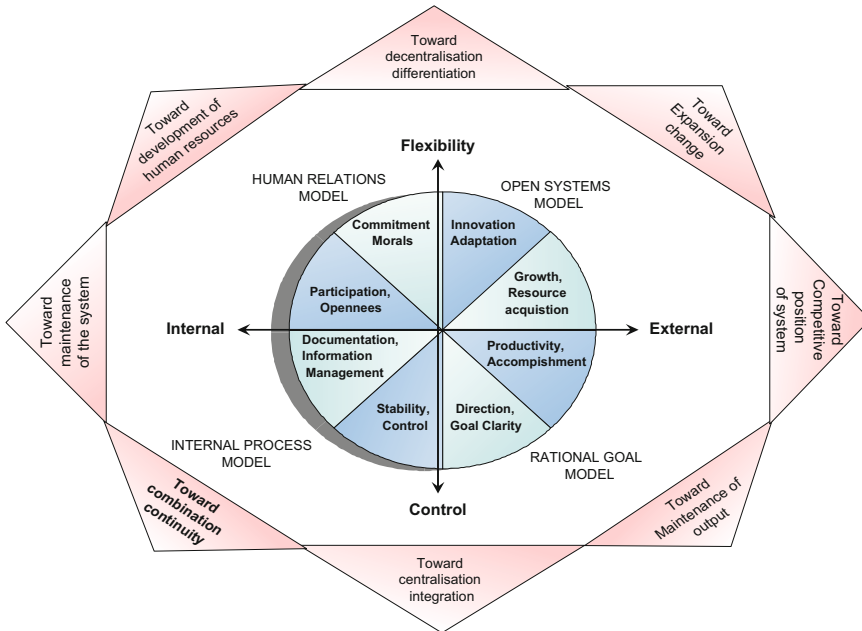 Toward
decentralisation
differentiation
Toward
development of
human resources
Toward
Expansion
change
Flexibility
HUMAN RELATIONS
MODEL
OPEN SYSTEMS
MODEL
Commitment
Morals
Innovation
Adaptation
Participation,
Opennees
Growth,
Resource
acquistion
Toward
maintenance
of the system
Internal
External
Toward
Competitive
position
of system
Documentation,
Information
Management
Productivity,
Accompishment
Stability,
Control
Direction,
Goal Clarity
INTERNAL PROCESS
MODEL
RATIONAL GOAL
MODEL
Control
Toward
combination
continuity
Toward
Maintenance of
output
Toward
centralisation
integration